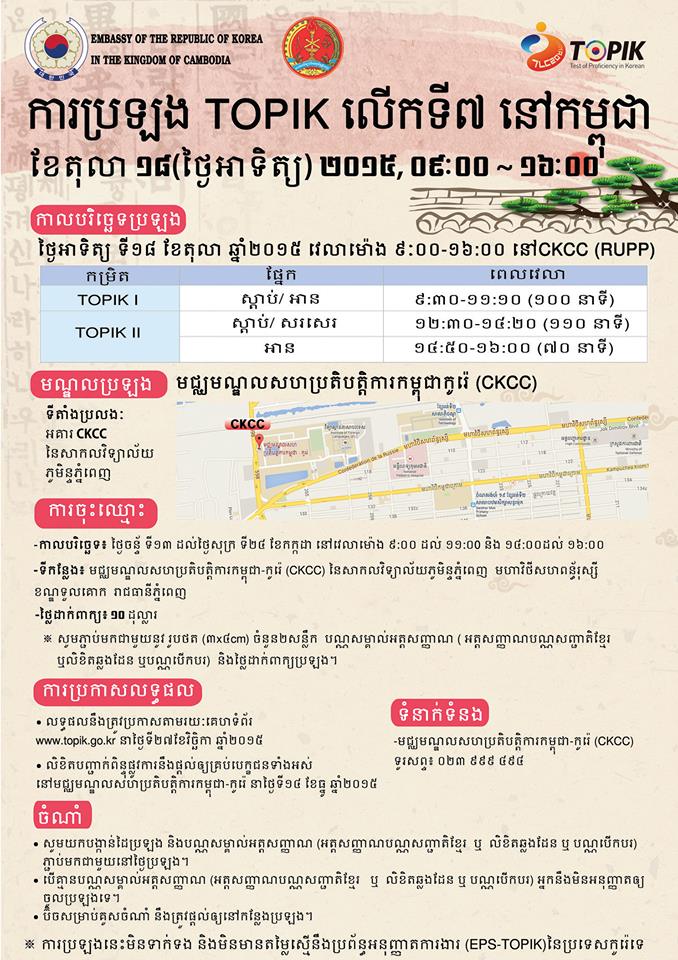 EMBASSY OF THE REPUBLIC OF KOREA
IN THE KINGDOM OF CAMBODIA
TOPIK
Test of Proficiency in Korean
ការប្រឡង TOPIK លើកទី៧ នៅកម្ពុជា
ខែតុលា ១៨(ថ្ងៃអាទិត្យ) ២០១៥, ០៩:០០ ~ ១៦:០០
កាលបរិច្ឆេទប្រឡង
ថ្ងៃអាទិត្យ ទី១៨ ខែតុលា ឆ្នាំ២០១៥ វេលាម៉ោង ៩:០០-១៦:០០ នៅCKCC (RUPP)
កម្រិត ផ្នែក ពេលវេលា
TOPIK I ស្តាប់/ អាន ៩:៣០-១១:១០ (១០០ នាទី)
TOPIK II ស្តាប់/ សរសេរ ១២:៣០-១៤:២០ (១១០ នាទី)
អាន ១៤:៥០-១៦:០០ (៧០ នាទី)
មណ្ឌលប្រឡង មជ្ឈមណ្ឌលសហប្រតិបត្តិការកម្ពុជាកូរ៉េ (CKCC)
ទីតាំងប្រលង:
អគារ CKCC
នៃសាកលវិទ្យាល័យ
ភូមិន្ទភ្នំពេញ
CKCC
Confederation de la Russie
មហាវិថីសហព័ន្ធរុស្ស៊ី
Kampuchea Krom
ការចុះឈ្មោះ
-កាលបរិច្ឆេទ៖ ថ្ងៃចន្ទ័ ទី១៣ ដល់ថ្ងៃសុក្រ ទី២៤ ខែកក្កដា នៅវេលាម៉ោង ៩:០០ ដល់ ១១:០០ និង ១៤:០០ដល់ ១៦:០០
-ទីកន្លែង៖ មជ្ឈមណ្ឌលសហប្រតិបត្តិការកម្ពុជា-កូរ៉េ (CKCC) នៃសាកលវិទ្យាល័យភូមិន្ទភ្នំពេញ មហាវិថីសហពន្ធ័រុស្សី
ខណ្ឌទួលគោក រាជធានីភ្នំពេញ
-ថ្លៃដាក់ពាក្យ៖ ១០ ដុល្លារ
※ សូមភ្ជាប់មកជាមួយនូវ រូបថត (៣x៤cm) ចំនួន២សន្លឹក បណ្ណសម្គាល់អត្តសញ្ញាណ ( អត្តសញ្ញាណបណ្ណសញ្ជាតិខ្មែរ
ឬលិខិតឆ្លងដែន ឬបណ្ណបើកបរ) និងថ្លៃដាក់ពាក្យប្រឡង។
ការប្រកាសលទ្ធផល
• លទ្ធផលនឹងត្រូវប្រកាសតាមរយៈគេហទំព័រ
www.topik.go.kr នាថ្ងៃទី២៧ខែវិច្ឆិកា ឆ្នាំ២០១៥
• លិខិតបញ្ជាក់ពិន្ទុផ្លូវការនឹងផ្តល់ឲ្យគ្រប់បេក្ខជនទាំងអស់
នៅមជ្ឈមណ្ឌលសហប្រតិបត្តិការកម្ពុជា-កូរ៉េ នាថ្ងៃទី១៤ ខែធ្នូ ឆ្នាំ២០១៥
ទំនាក់ទំនង
-មជ្ឈមណ្ឌលសហប្រតិបត្តិការកម្ពុជា-កូរ៉េ (CKCC)
ទូរសព្ទ៖ ០២៣ ៩៩៩ ៤៩៤
ចំណាំ
• សូមយកបង្កាន់ដៃប្រឡង និងបណ្ណសម្គាល់អត្តសញ្ញាណ (អត្តសញ្ញាណបណ្ណសញ្ជាតិខ្មែរ ឬ លិខិតឆ្លងដែន ឬ បណ្ណបើកបរ)
ភ្ជាប់មកជាមួយនៅថ្ងៃប្រឡង។
• បើគ្មានបណ្ណសម្គាល់អត្តសញ្ញាណ (អត្តសញ្ញាណបណ្ណសញ្ជាតិខ្មែរ ឬ លិខិតឆ្លងដែន ឬ បណ្ណបើកបរ) អ្នកនឹងមិនអនុញ្ញាតឲ្យ
ចូលប្រឡងទេ។
• ប៊ិចសម្រាប់គូសចំណាំ នឹងត្រូវផ្តល់ឲ្យនៅកន្លែងប្រឡង។
※ ការប្រឡងនេះមិនទាក់ទង និងមិនមានតម្លៃស្មើនឹងប្រព័ន្ធអនុញ្ញាតការងារ (EPS-TOPIK)នៃប្រទេសកូរ៉េទេ